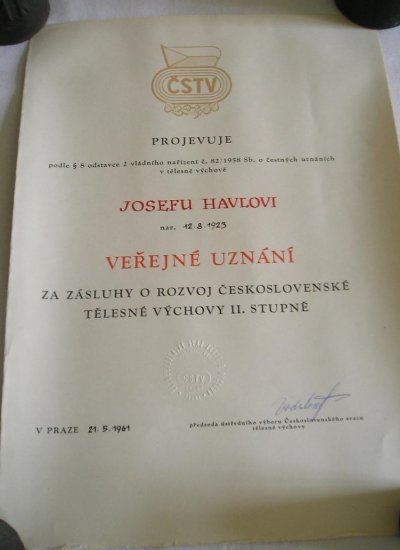 ČSTV
PROJEVUJE
podle § 8 odstavce 2 vládního nařízení č. 82/1958 Sb. o čestných uznáních
v tělesné výchově
JOSEFU HAVLOVI
nar. 12.8.1923
VEŘEJNÉ UZNÁNÍ
ZA ZÁSLUHY O ROZVOJ ČESKOSLOVENSKÉ
TĚLESNÉ VÝCHOVY II. STUPNĚ
ČSTV
V PRAZE 21.5.1961
předseda ústředního výboru Československého svazu
tělesné výchovy